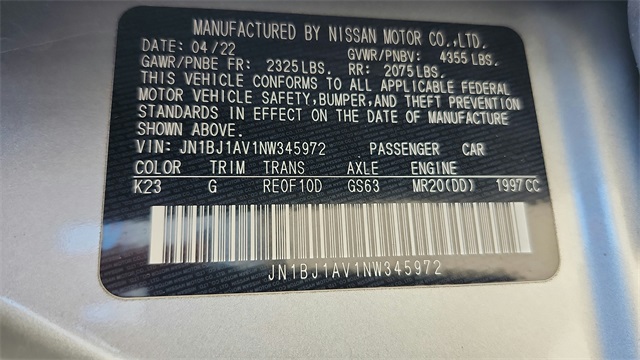 MANUFACTURED BY NISSAN MOTOR CO.,LTD.
DATE: 04/22 GVWR/PNBV: 4355 LBS.
GAWR/PNBE FR: 2325 LBS. RR: 2075 LBS.
THIS VEHICLE CONFORMS TO ALL APPLICABLE FEDERAL
MOTOR VEHICLE SAFETY,BUMPER,AND THEFT PREVENTION
STANDARDS IN EFFECT ON THE DATE OF MANUFACTURE
SHOWN ABOVE.
VIN: JN1BJ1AV1NW345972 PASSENGER CAR
COLOR TRIM TRANS AXLE ENGINE
K23 G RE0F10D GS63 MR20(DD) 1997CC
JN1BJ1AV1NW345972